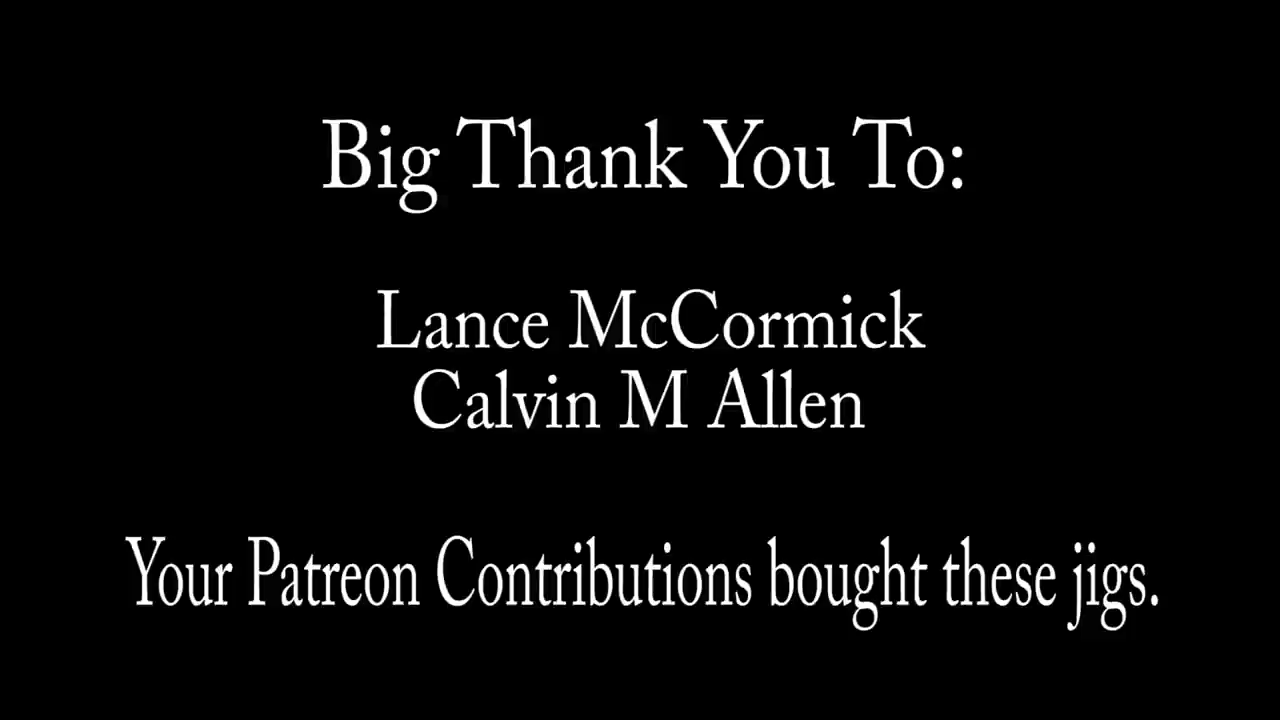 Big Thank You To:
Lance McCormick
Calvin M Allen
Your Patreon Contributions bought these jigs.